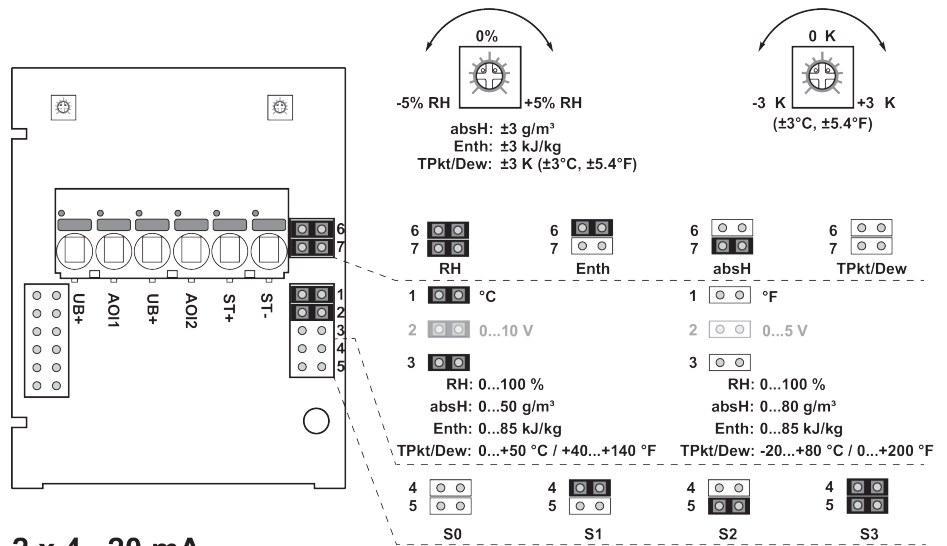 0% 0 K
-5% RH +5% RH -3 K +3 K
absH: ±3 g/m³ (±3°C, ±5.4°F)
Enth: ±3 kJ/kg
TPkt/Dew: ±3 K (±3°C, ±5.4°F)
6 6 6 6 6
7 7 7 7 7
RH Enth absH TPkt/Dew
UB+ AOI1 UB+ AOI2 ST+ ST-
1
2
3
4
5
1 °C 1 °F
2 0...10 V 2 0...5 V
3 3
RH: 0...100 % RH: 0...100 %
absH: 0...50 g/m³ absH: 0...80 g/m³
Enth: 0...85 kJ/kg Enth: 0...85 kJ/kg
TPkt/Dew: 0...+50 °C / +40...+140 °F TPkt/Dew: -20...+80 °C / 0...+200 °F
4 4 4 4
5 5 5 5
S0 S1 S2 S3